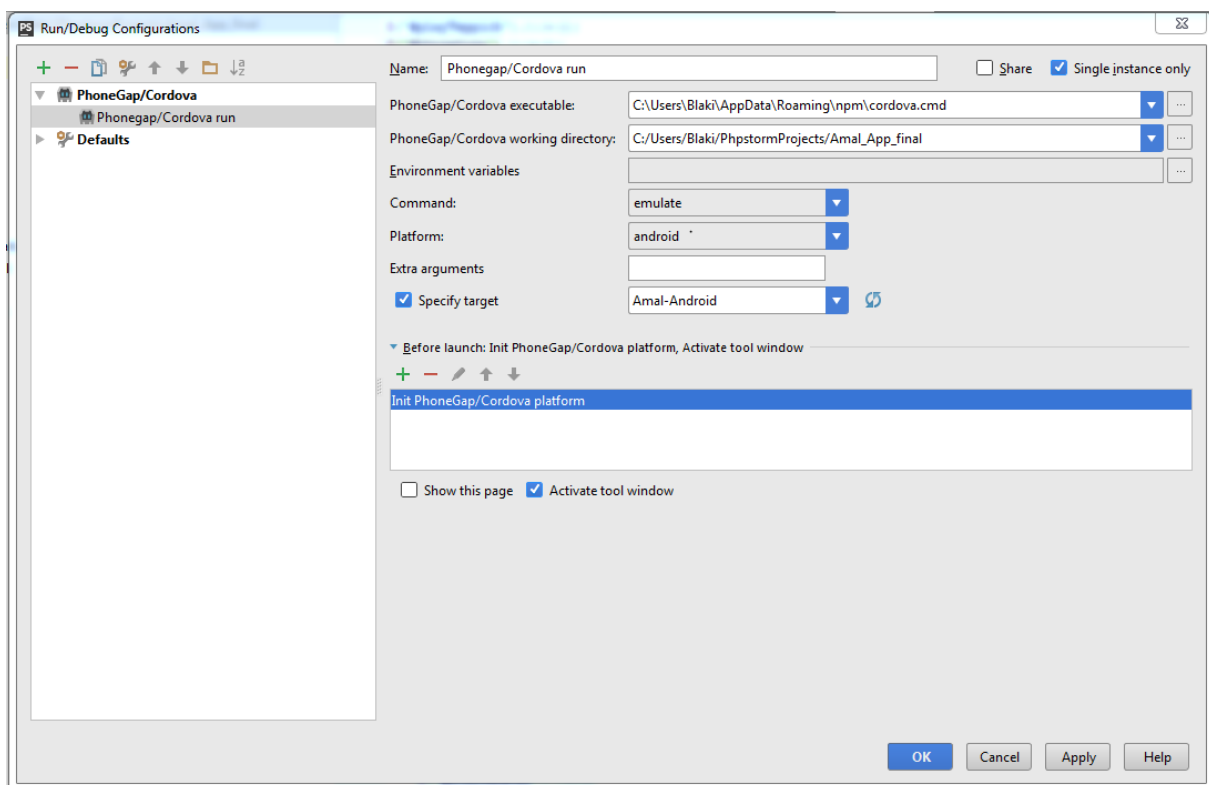 PS Run/Debug Configurations
Name: Phonegap/Cordova run Share Single instance only
PhoneGap/Cordova
Phonegap/Cordova run
Defaults
PhoneGap/Cordova executable: C:\Users\Blaki\AppData\Roaming\npm\cordova.cmd ...
PhoneGap/Cordova working directory: C:/Users/Blaki/PhpstormProjects/Amal_App_final ...
Environment variables ...
Command: emulate
Platform: android
Extra arguments
Specify target Amal-Android
Before launch: Init PhoneGap/Cordova platform, Activate tool window
Init PhoneGap/Cordova platform
Show this page Activate tool window
OK Cancel Apply Help